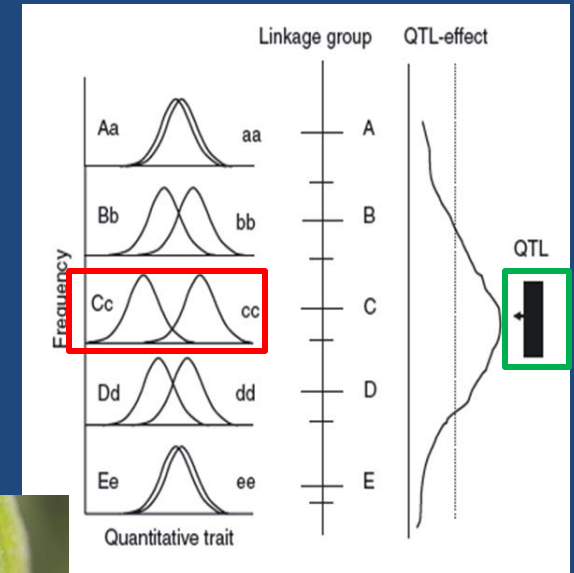 Linkage group QTL-effect
Aa aa A
Bb bb B
QTL
Cc cc C
Dd dd D
Ee ee E
Frequency
Quantitative trait